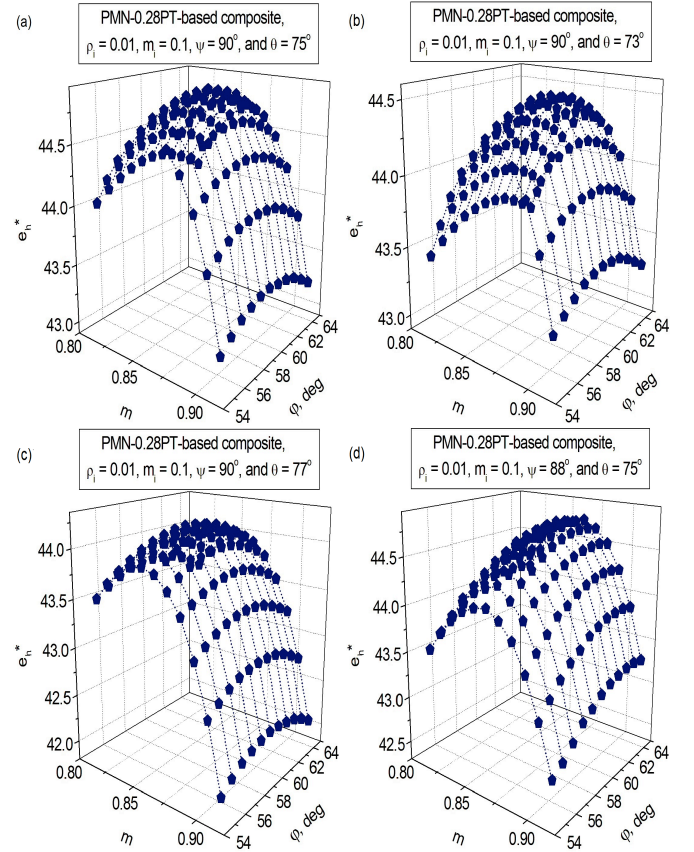 (a)
PMN-0.28PT-based composite,
ρᵢ = 0.01, mᵢ = 0.1, ψ = 90°, and θ = 75°
44.5
44.0
43.5
43.0
eₕ*
0.80
0.85
0.90
m
54
56
58
60
62
64
φ, deg
(b)
PMN-0.28PT-based composite,
ρᵢ = 0.01, mᵢ = 0.1, ψ = 90°, and θ = 73°
44.5
44.0
43.5
43.0
eₕ*
0.80
0.85
0.90
m
54
56
58
60
62
64
φ, deg
(c)
PMN-0.28PT-based composite,
ρᵢ = 0.01, mᵢ = 0.1, ψ = 90°, and θ = 77°
44.0
43.5
43.0
42.5
42.0
eₕ*
0.80
0.85
0.90
m
54
56
58
60
62
64
φ, deg
(d)
PMN-0.28PT-based composite,
ρᵢ = 0.01, mᵢ = 0.1, ψ = 88°, and θ = 75°
44.5
44.0
43.5
43.0
42.5
eₕ*
0.80
0.85
0.90
m
54
56
58
60
62
64
φ, deg